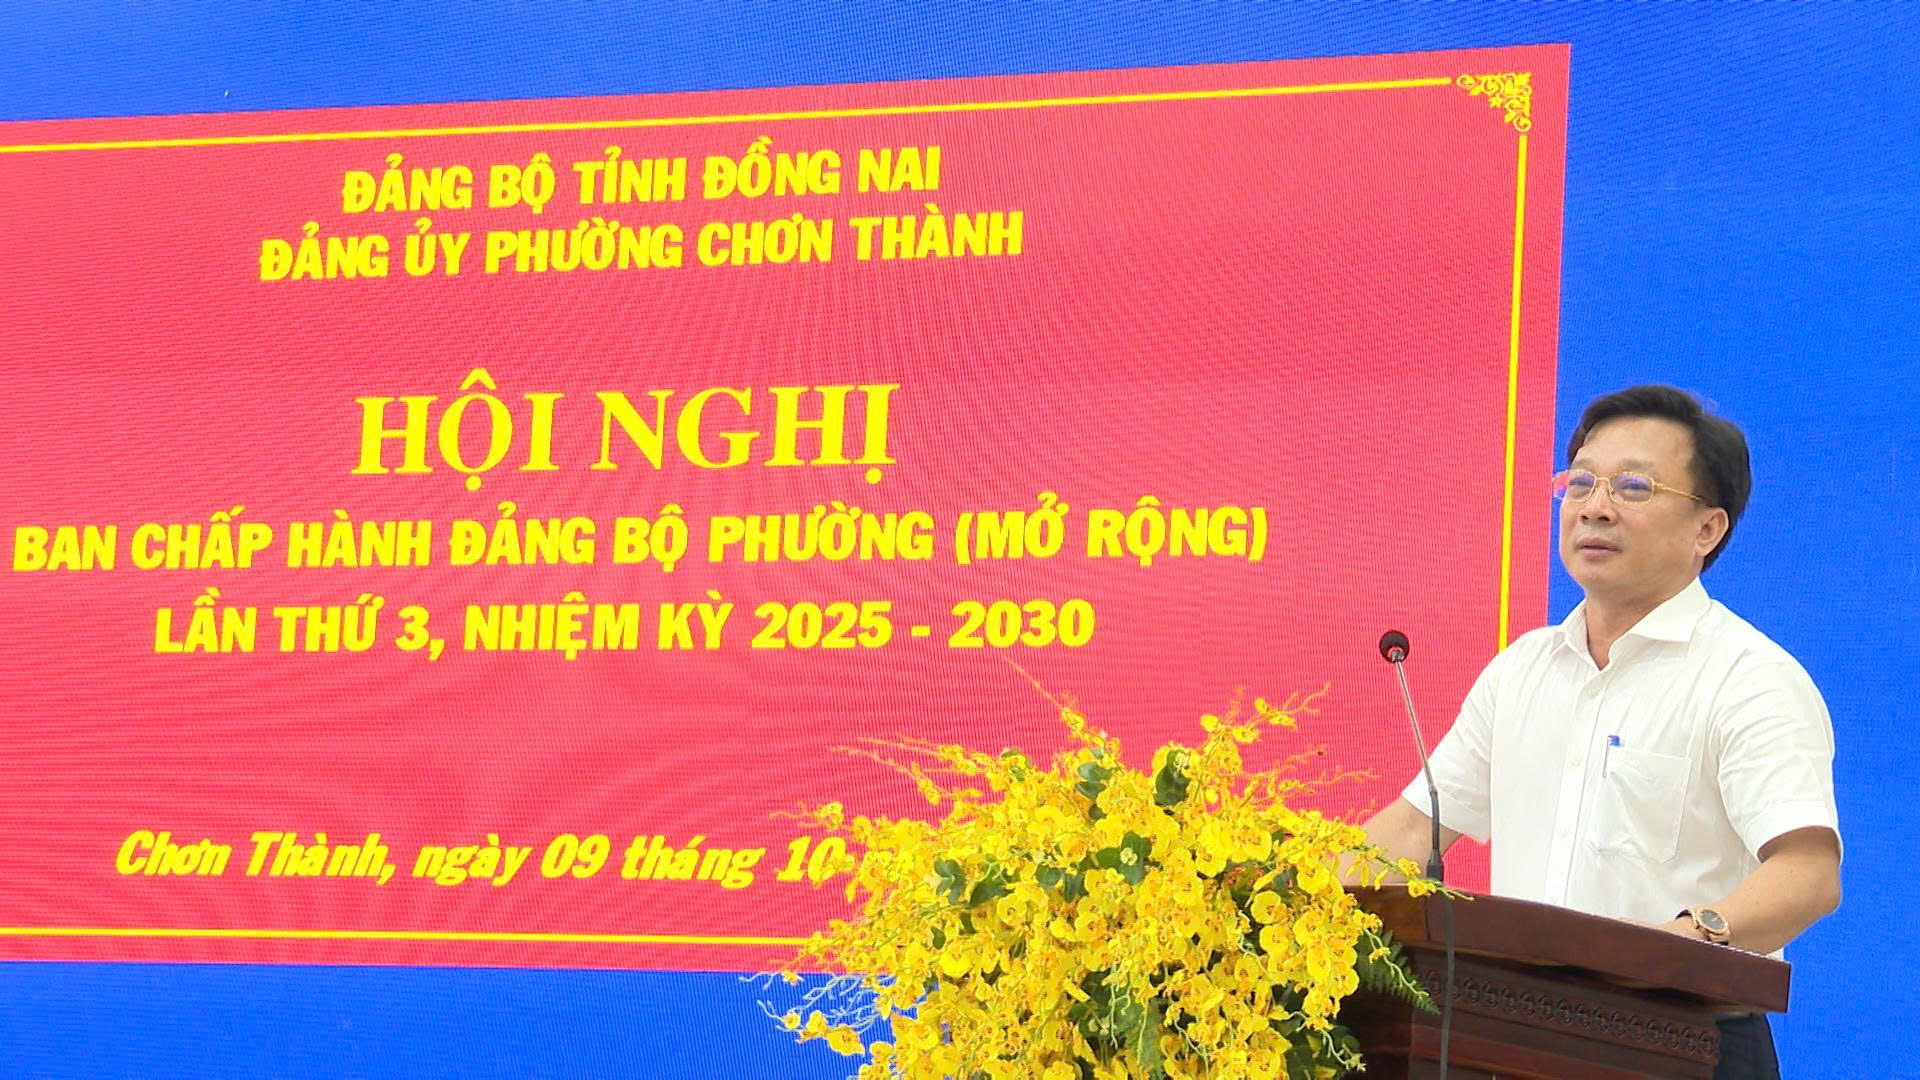 ĐẢNG BỘ TỈNH ĐỒNG NAI
ĐẢNG ỦY PHƯỜNG CHƠN THÀNH
HỘI NGHỊ
BAN CHẤP HÀNH ĐẢNG BỘ PHƯỜNG (MỞ RỘNG)
LẦN THỨ 3, NHIỆM KỲ 2025 - 2030
Chơn Thành, ngày 09 tháng 10